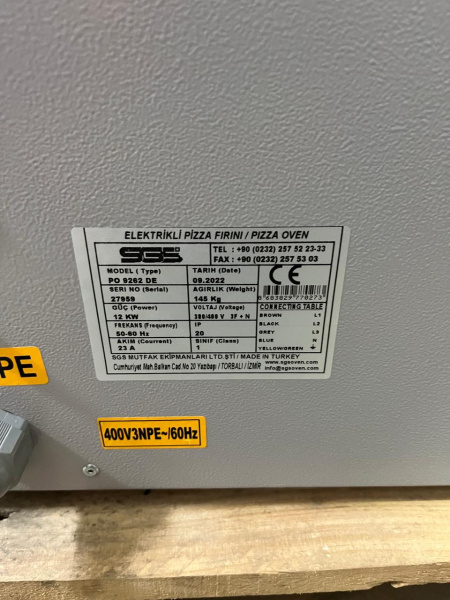 ELEKTRİKLİ PİZZA FIRINI / PIZZA OVEN
SGS
TEL : +90 (0232) 257 52 23-33
FAX : +90 (0232) 257 53 03
MODEL ( Type)
PO 9262 DE
TARIH (Date)
09.2022
CE
SERI NO (Serial)
27959
AGIRLIK (Weight)
145 Kg
8683829770273
GÜÇ (Power)
12 KW
VOLTAJ (Voltage)
380/400 V 3F + N
CONNECTING TABLE
BROWN L1
BLACK L2
GREY L3
BLUE N
YELLOW/GREEN
FREKANS (Frequency)
50-60 Hz
IP
20
AKIM (Courrent)
23 A
SINIF (Class)
1
SGS MUTFAK EKİPMANLARI LTD.ŞTİ / MADE IN TURKEY
Cumhuriyet Mah.Balkan Cad.No 20 Yazıbaşı / TORBALI / İZMİR
www.sgsoven.com
info@sgsoven.com
PE
400V3NPE~/60Hz